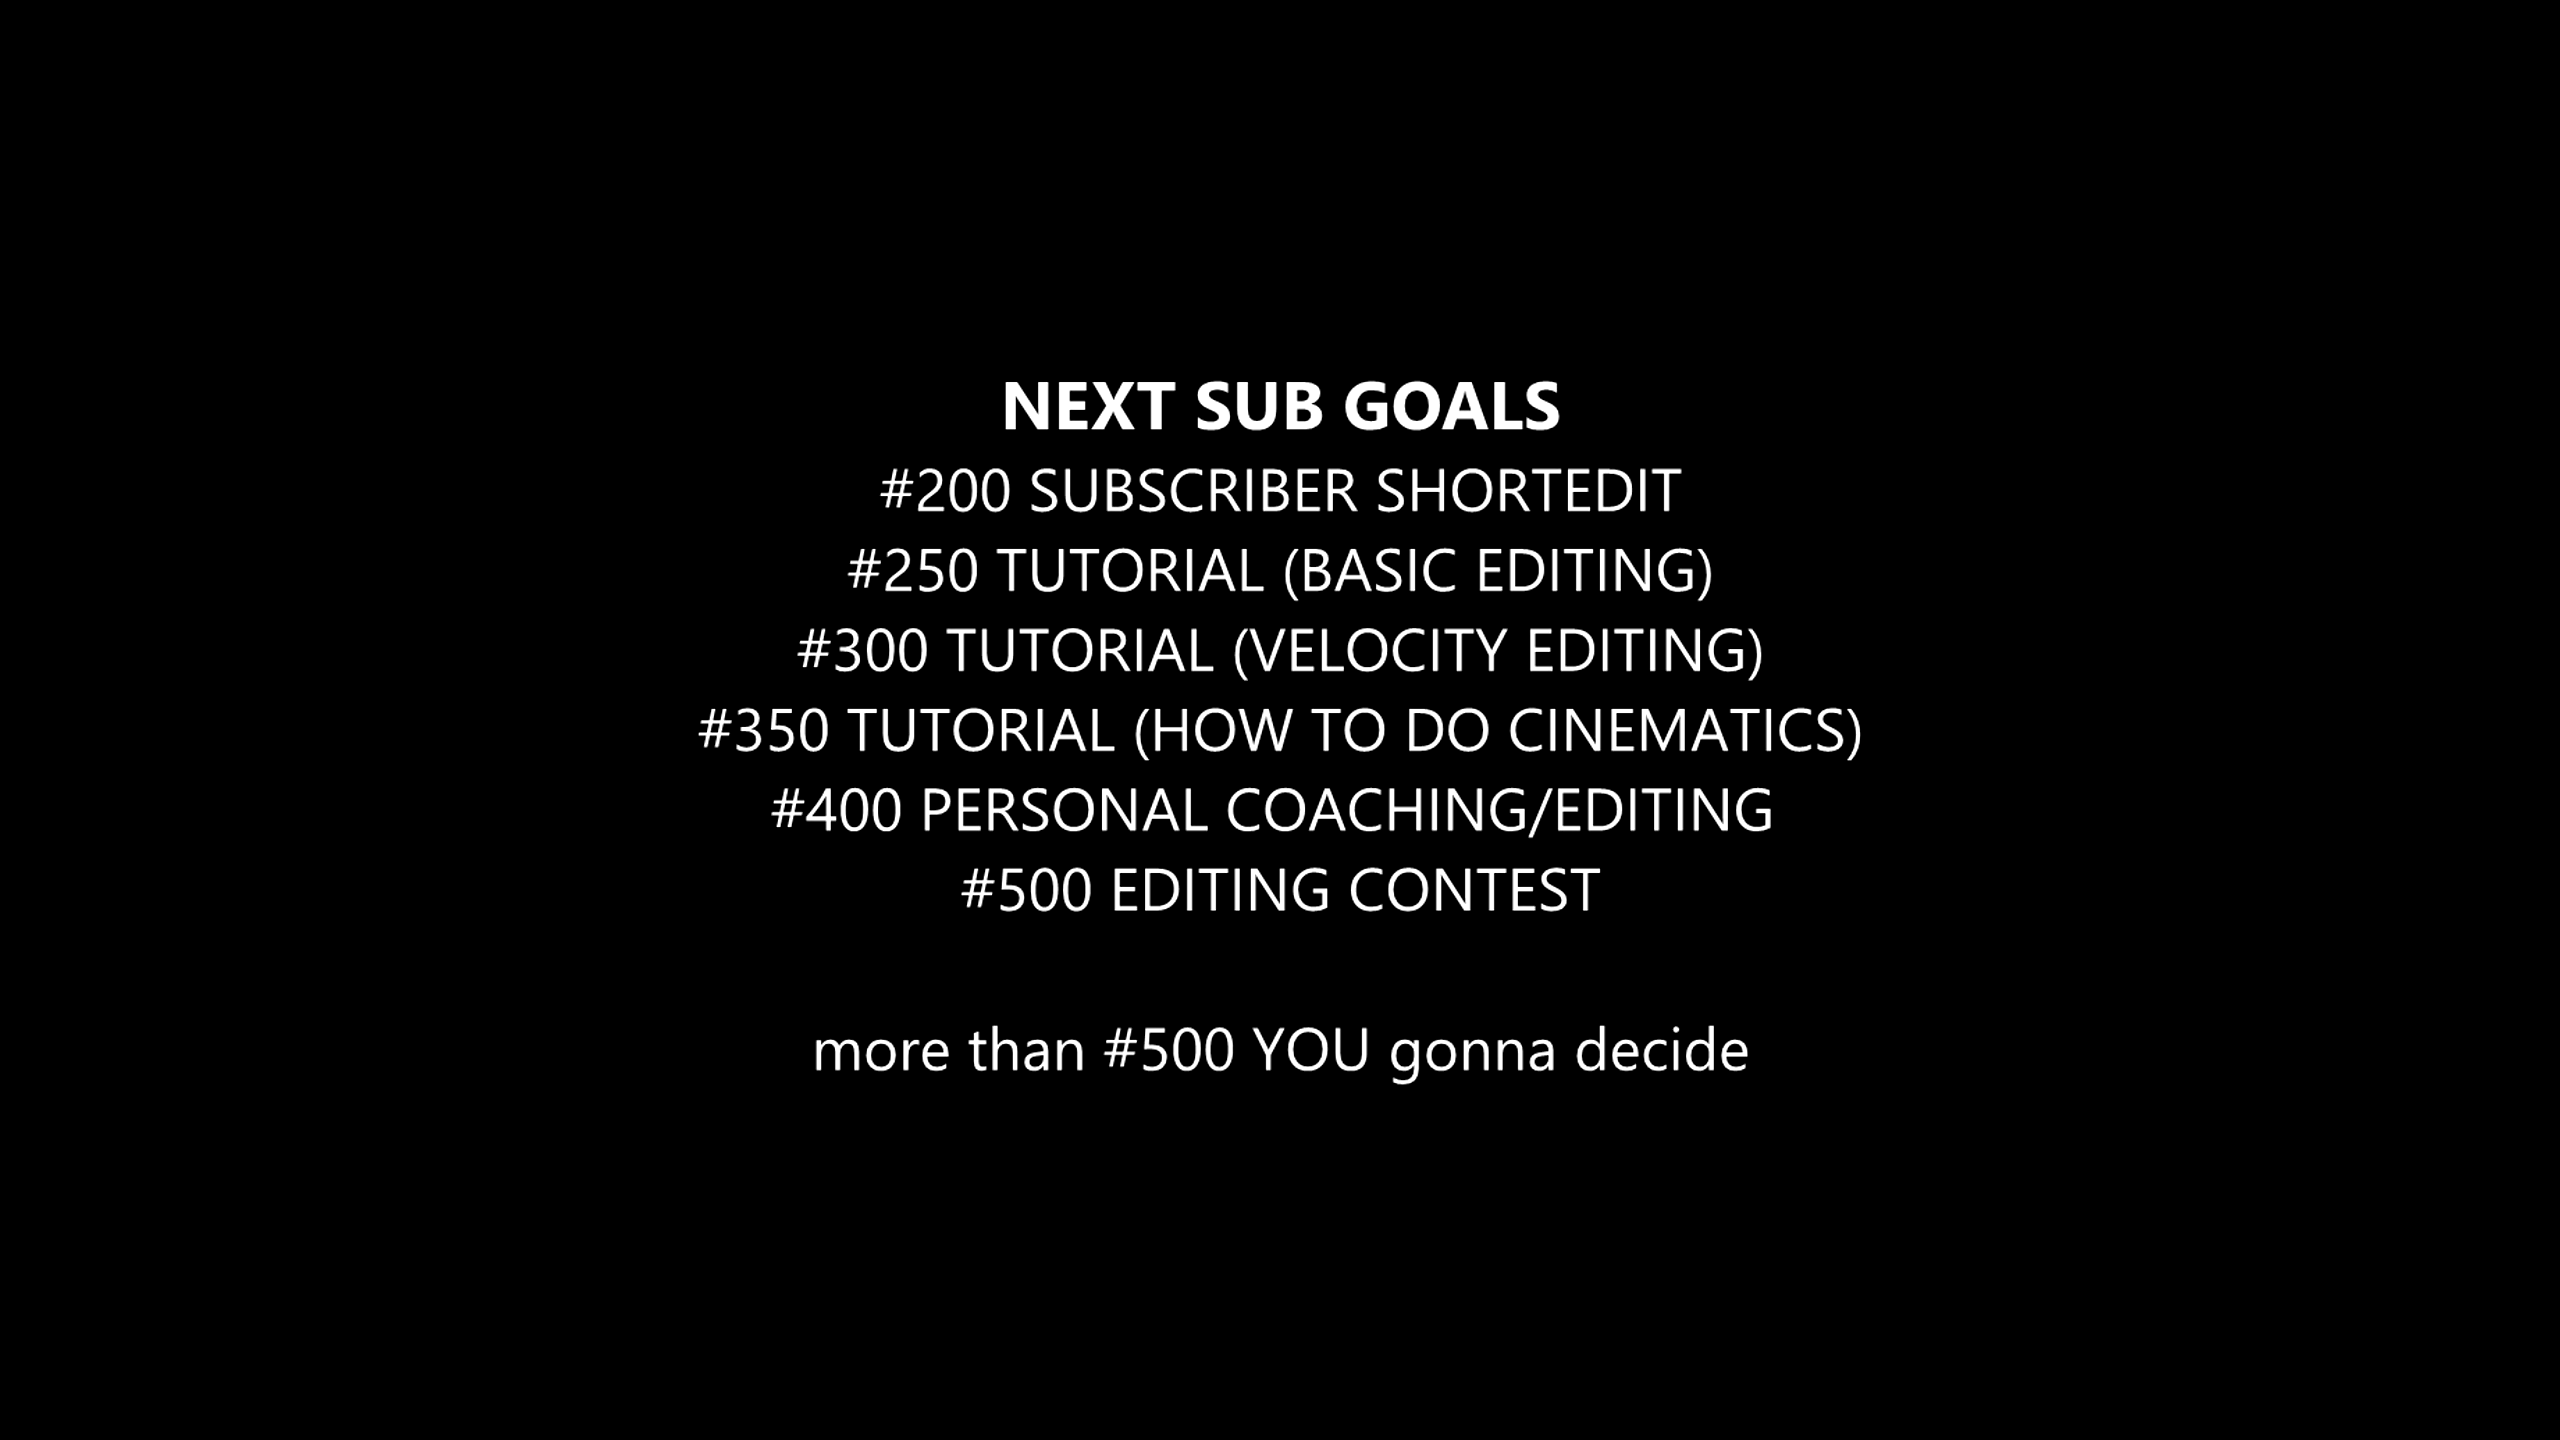 NEXT SUB GOALS
#200 SUBSCRIBER SHORTEDIT
#250 TUTORIAL (BASIC EDITING)
#300 TUTORIAL (VELOCITY EDITING)
#350 TUTORIAL (HOW TO DO CINEMATICS)
#400 PERSONAL COACHING/EDITING
#500 EDITING CONTEST
more than #500 YOU gonna decide